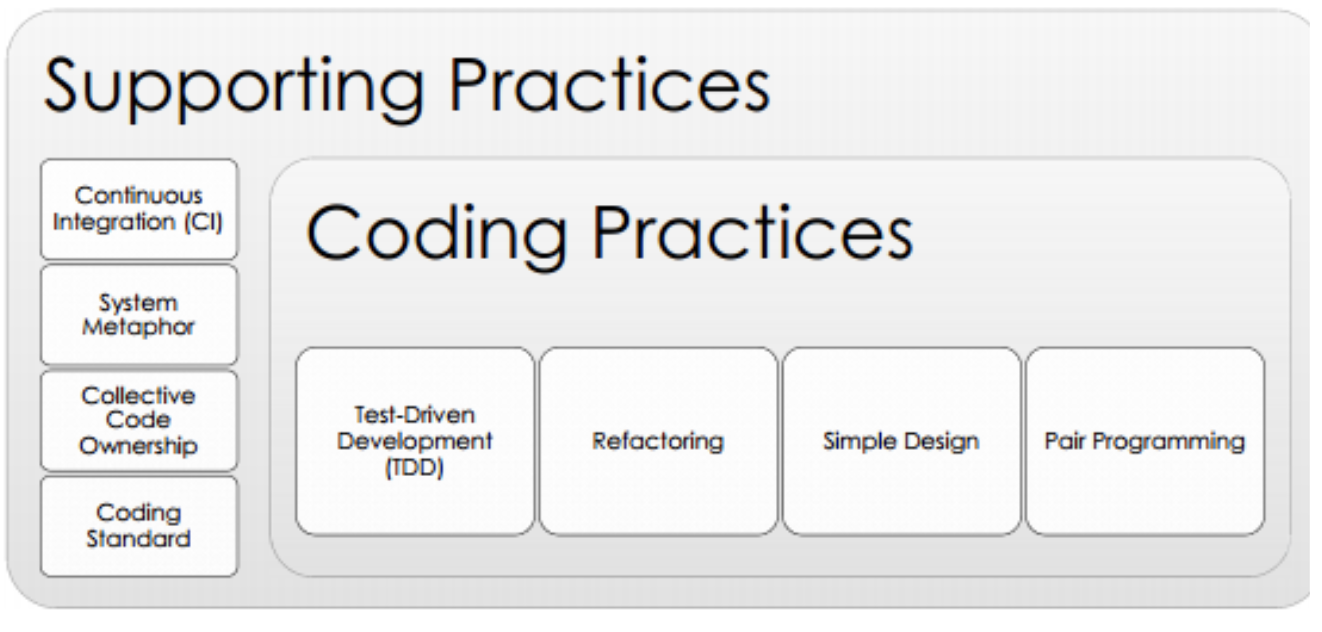 Supporting Practices
Continuous
Integration (CI)
System
Metaphor
Collective
Code
Ownership
Coding
Standard
Coding Practices
Test-Driven
Development
(TDD)
Refactoring
Simple Design
Pair Programming